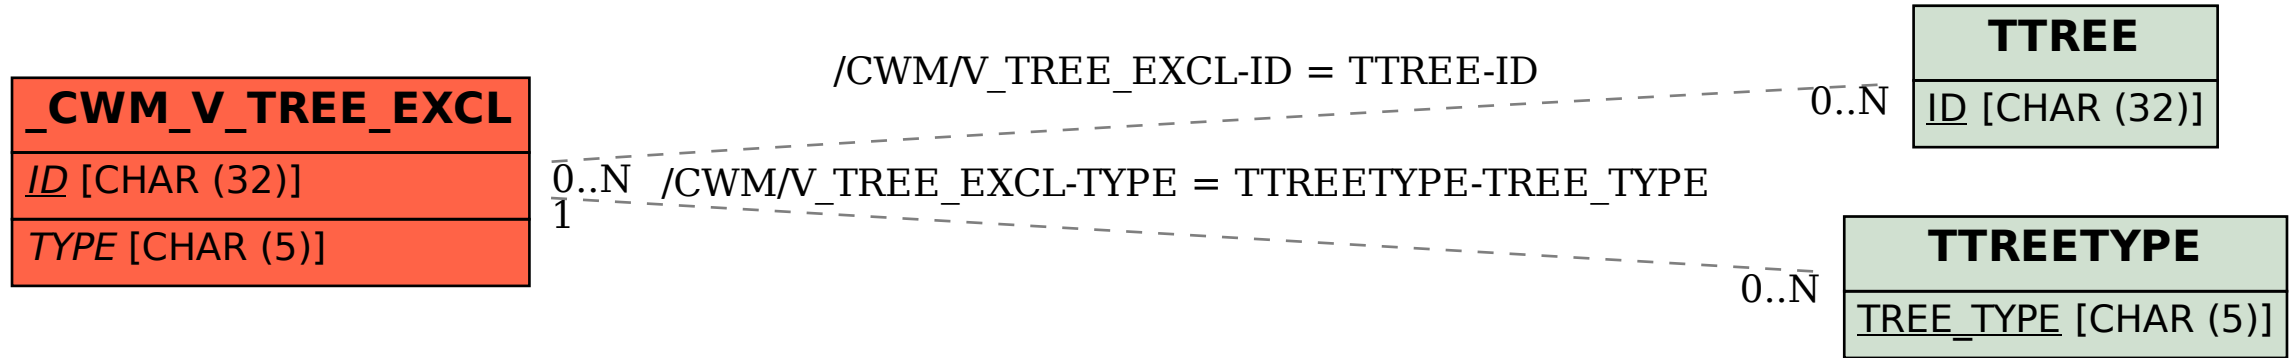 _CWM_V_TREE_EXCL
ID [CHAR (32)]
TYPE [CHAR (5)]
/CWM/V_TREE_EXCL-ID = TTREE-ID
0..N
0..N
/CWM/V_TREE_EXCL-TYPE = TTREETYPE-TREE_TYPE
1
0..N
TTREE
ID [CHAR (32)]
TTREETYPE
TREE_TYPE [CHAR (5)]